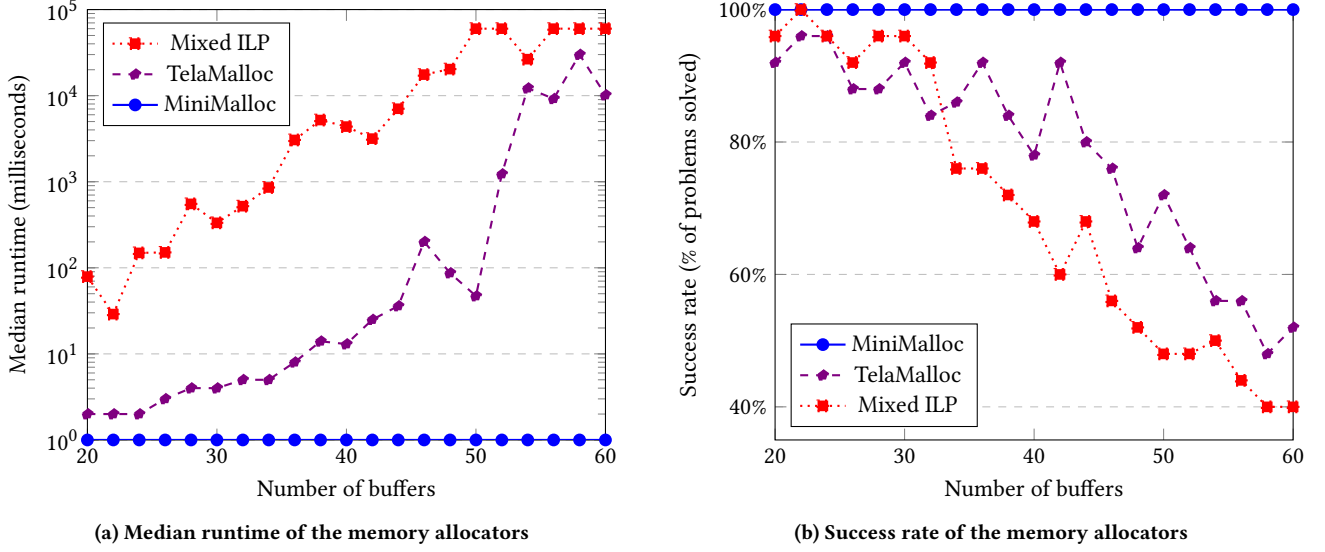 Median runtime (milliseconds)
10^5
10^4
10^3
10^2
10^1
10^0
Mixed ILP
TelaMalloc
MiniMalloc
20 30 40 50 60
Number of buffers
(a) Median runtime of the memory allocators
Success rate (% of problems solved)
100%
80%
60%
40%
MiniMalloc
TelaMalloc
Mixed ILP
20 30 40 50 60
Number of buffers
(b) Success rate of the memory allocators